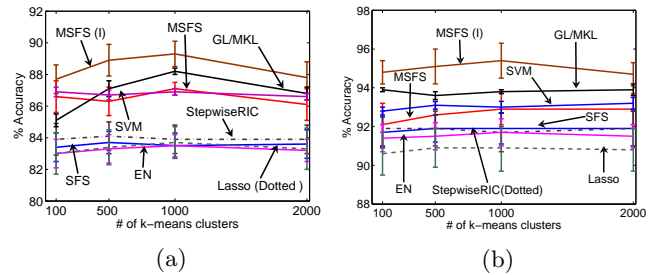 92
90
88
86
84
82
80
% Accuracy
MSFS (I)
MSFS
GL/MKL
SVM
StepwiseRIC
SFS
EN
Lasso (Dotted )
100 500 1000 2000
# of k−means clusters
(a)
98
96
94
92
90
88
% Accuracy
MSFS (I)
GL/MKL
MSFS
SVM
SFS
EN
StepwiseRIC(Dotted)
Lasso
100 500 1000 2000
# of k−means clusters
(b)